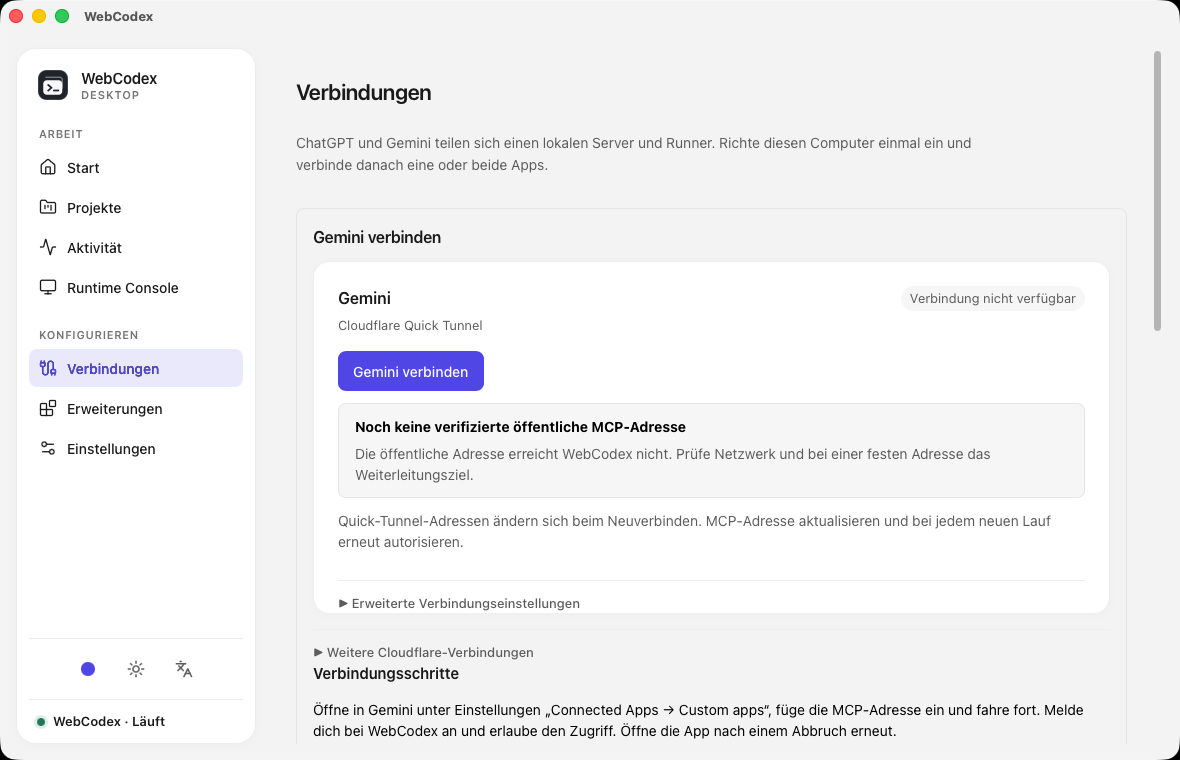 WebCodex
WebCodex
DESKTOP
ARBEIT
Start
Projekte
Aktivität
Runtime Console
KONFIGURIEREN
Verbindungen
Erweiterungen
Einstellungen
WebCodex · Läuft
Verbindungen
ChatGPT und Gemini teilen sich einen lokalen Server und Runner. Richte diesen Computer einmal ein und
verbinde danach eine oder beide Apps.
Gemini verbinden
Gemini
Verbindung nicht verfügbar
Cloudflare Quick Tunnel
Gemini verbinden
Noch keine verifizierte öffentliche MCP-Adresse
Die öffentliche Adresse erreicht WebCodex nicht. Prüfe Netzwerk und bei einer festen Adresse das
Weiterleitungsziel.
Quick-Tunnel-Adressen ändern sich beim Neuverbinden. MCP-Adresse aktualisieren und bei jedem neuen Lauf
erneut autorisieren.
▶ Erweiterte Verbindungseinstellungen
▶ Weitere Cloudflare-Verbindungen
Verbindungsschritte
Öffne in Gemini unter Einstellungen „Connected Apps → Custom apps“, füge die MCP-Adresse ein und fahre fort. Melde
dich bei WebCodex an und erlaube den Zugriff. Öffne die App nach einem Abbruch erneut.